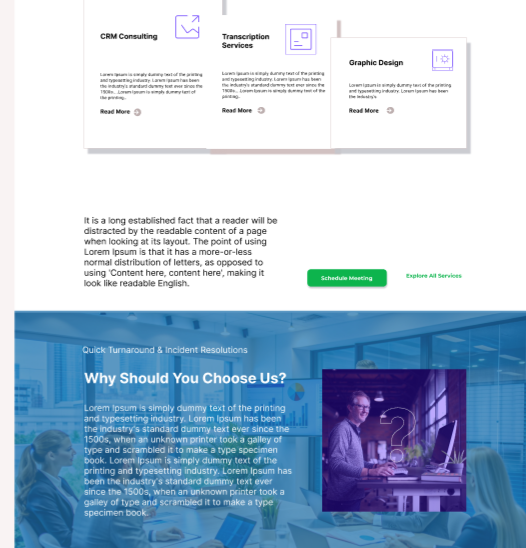 CRM Consulting
Lorem Ipsum is simply dummy text of the printing
and typesetting industry. Lorem Ipsum has been
the industry's standard dummy text ever since the
1500s,.. Lorem Ipsum is simply dummy text of
the printing..
Read More
Transcription
Services
Lorem Ipsum is simply dummy text of the printing
and typesetting industry. Lorem Ipsum has been the
industry's standard dummy text ever since the
1500s,.. Lorem Ipsum is simply dummy text of the
printing..
Read More
Graphic Design
Lorem Ipsum is simply dummy text of the printing
and typesetting industry. Lorem Ipsum has been
the industry's
Read More
It is a long established fact that a reader will be
distracted by the readable content of a page
when looking at its layout. The point of using
Lorem Ipsum is that it has a more-or-less
normal distribution of letters, as opposed to
using 'Content here, content here', making it
look like readable English.
Schedule Meeting
Explore All Services
Quick Turnaround & Incident Resolutions
Why Should You Choose Us?
Lorem Ipsum is simply dummy text of the printing
and typesetting industry. Lorem Ipsum has been
the industry's standard dummy text ever since the
1500s, when an unknown printer took a galley of
type and scrambled it to make a type specimen
book. Lorem Ipsum is simply dummy text of the
printing and typesetting industry. Lorem Ipsum has
been the industry's standard dummy text ever
since the 1500s, when an unknown printer took a
galley of type and scrambled it to make a type
specimen book.
?